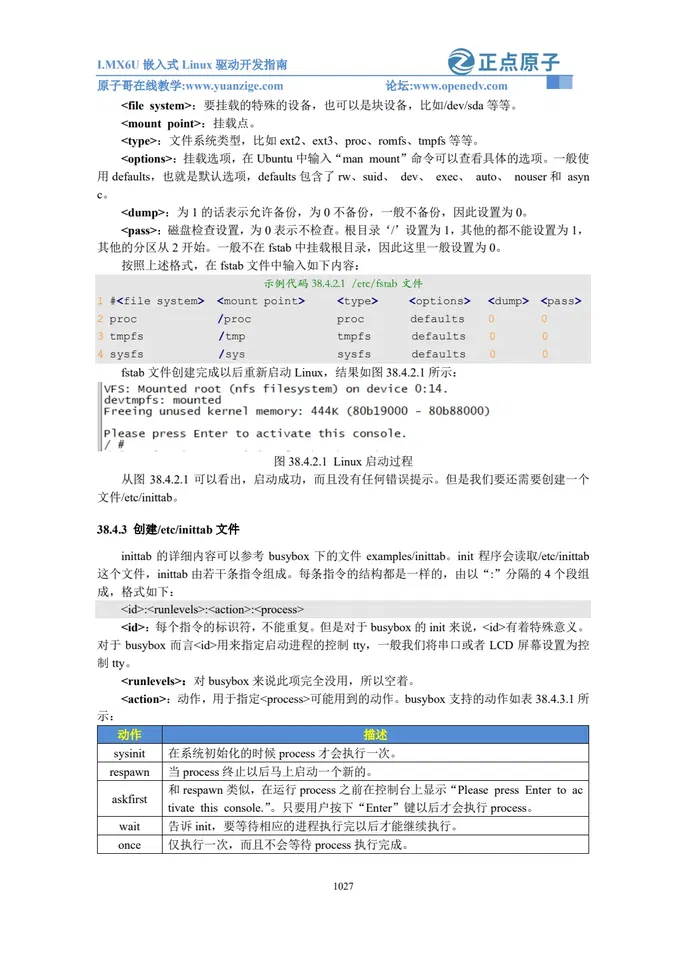 I.MX6U 嵌入式 Linux 驱动开发指南
正点原子
原子哥在线教学:www.yuanzige.com 论坛:www.openedv.com
<file system>：要挂载的特殊的设备，也可以是块设备，比如/dev/sda 等等。
<mount point>：挂载点。
<type>：文件系统类型，比如 ext2、ext3、proc、romfs、tmpfs 等等。
<options>：挂载选项，在 Ubuntu 中输入“man mount”命令可以查看具体的选项。一般使
用 defaults，也就是默认选项，defaults 包含了 rw、suid、 dev、 exec、 auto、 nouser 和 asyn
c。
<dump>：为 1 的话表示允许备份，为 0 不备份，一般不备份，因此设置为 0。
<pass>：磁盘检查设置，为 0 表示不检查。根目录‘/’设置为 1，其他的都不能设置为 1，
其他的分区从 2 开始。一般不在 fstab 中挂载根目录，因此这里一般设置为 0。
按照上述格式，在 fstab 文件中输入如下内容：
示例代码 38.4.2.1 /etc/fstab 文件
1 #<file system> <mount point> <type> <options> <dump> <pass>
2 proc /proc proc defaults 0 0
3 tmpfs /tmp tmpfs defaults 0 0
4 sysfs /sys sysfs defaults 0 0
fstab 文件创建完成以后重新启动 Linux，结果如图 38.4.2.1 所示：
VFS: Mounted root (nfs filesystem) on device 0:14.
devtmpfs: mounted
Freeing unused kernel memory: 444K (80b19000 - 80b88000)
Please press Enter to activate this console.
/ #
图 38.4.2.1 Linux 启动过程
从图 38.4.2.1 可以看出，启动成功，而且没有任何错误提示。但是我们要还需要创建一个
文件/etc/inittab。
38.4.3 创建/etc/inittab 文件
inittab 的详细内容可以参考 busybox 下的文件 examples/inittab。init 程序会读取/etc/inittab
这个文件，inittab 由若干条指令组成。每条指令的结构都是一样的，由以“:”分隔的 4 个段组
成，格式如下：
<id>:<runlevels>:<action>:<process>
<id>：每个指令的标识符，不能重复。但是对于 busybox 的 init 来说，<id>有着特殊意义。
对于 busybox 而言<id>用来指定启动进程的控制 tty，一般我们将串口或者 LCD 屏幕设置为控
制 tty。
<runlevels>：对 busybox 来说此项完全没用，所以空着。
<action>：动作，用于指定<process>可能用到的动作。busybox 支持的动作如表 38.4.3.1 所
示：
动作 描述
sysinit 在系统初始化的时候 process 才会执行一次。
respawn 当 process 终止以后马上启动一个新的。
askfirst 和 respawn 类似，在运行 process 之前在控制台上显示“Please press Enter to ac
tivate this console.”。只要用户按下“Enter”键以后才会执行 process。
wait 告诉 init，要等待相应的进程执行完以后才能继续执行。
once 仅执行一次，而且不会等待 process 执行完成。
1027